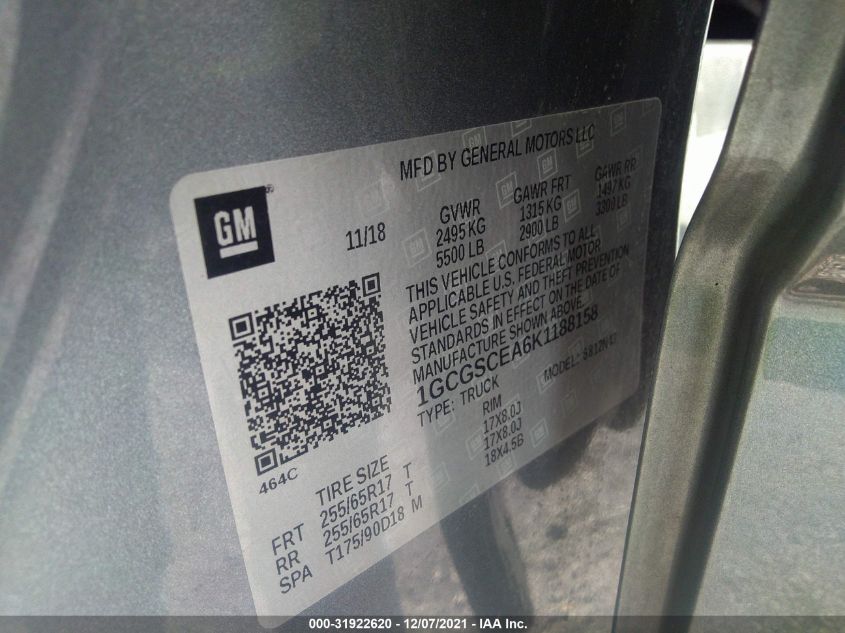 MFD BY GENERAL MOTORS LLC
GM ®
11/18
GVWR
2495 KG
5500 LB
GAWR FRT
1315 KG
2900 LB
GAWR RR
1497 KG
3300 LB
THIS VEHICLE CONFORMS TO ALL
APPLICABLE U.S. FEDERAL MOTOR
VEHICLE SAFETY AND THEFT PREVENTION
STANDARDS IN EFFECT ON THE DATE OF
MANUFACTURE SHOWN ABOVE.
1GCGSCEA6K1188158
TYPE: TRUCK
MODEL:
464C
TIRE SIZE RIM
FRT 255/65R17 T 17X8.0J
RR 255/65R17 T 17X8.0J
SPA T175/90D18 M 18X4.5B
000-31922620 - 12/07/2021 - IAA Inc.